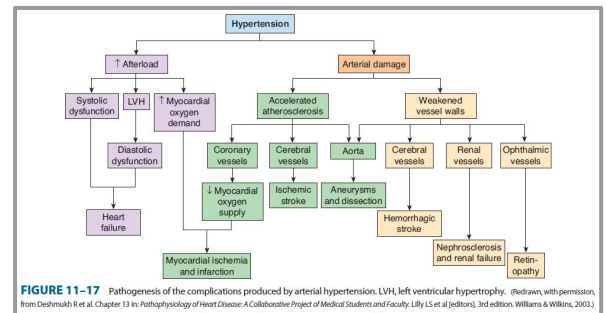 Hypertension
↑ Afterload
Arterial damage
Systolic
dysfunction
LVH
↑ Myocardial
oxygen
demand
Accelerated
atherosclerosis
Weakened
vessel walls
Diastolic
dysfunction
Coronary
vessels
Cerebral
vessels
Aorta
Cerebral
vessels
Renal
vessels
Ophthalmic
vessels
↓ Myocardial
oxygen
supply
Ischemic
stroke
Aneurysms
and dissection
Heart
failure
Hemorrhagic
stroke
Myocardial ischemia
and infarction
Nephrosclerosis
and renal failure
Retin-
opathy
FIGURE 11–17 Pathogenesis of the complications produced by arterial hypertension. LVH, left ventricular hypertrophy. (Redrawn, with permission,
from Deshmukh R et al. Chapter 13 in: Pathophysiology of Heart Disease: A Collaborative Project of Medical Students and Faculty. Lilly LS et al [editors]. 3rd edition. Williams & Wilkins, 2003.)